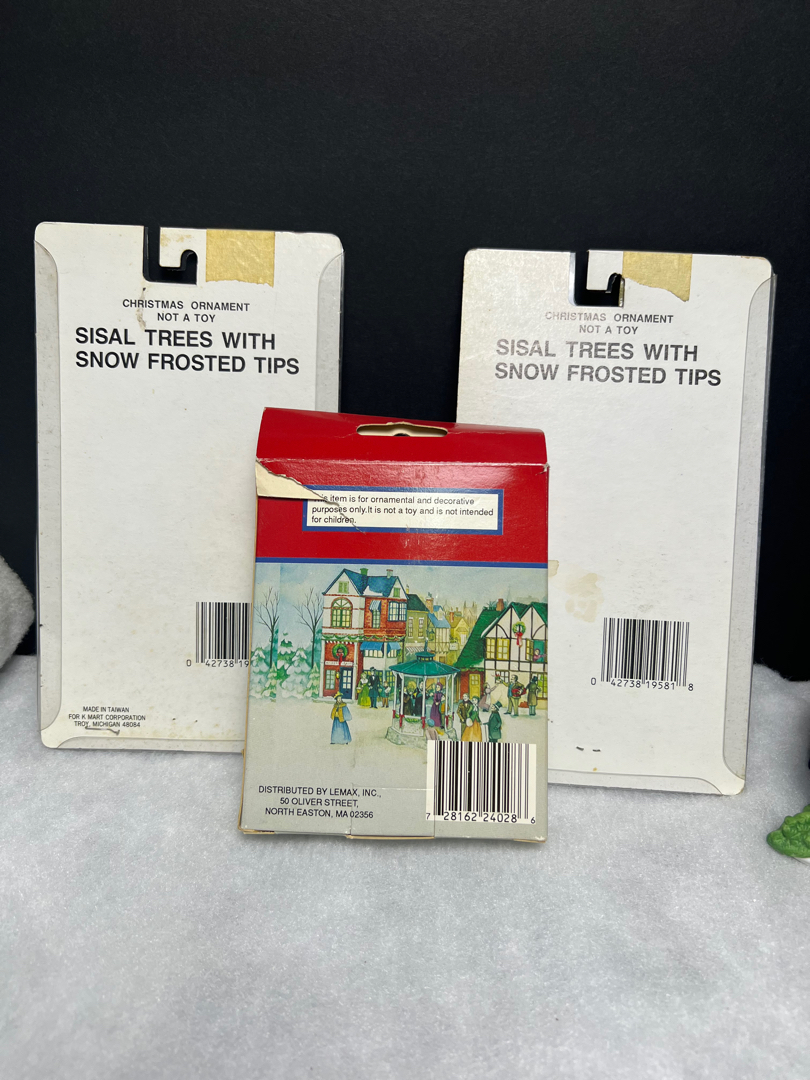 CHRISTMAS ORNAMENT
NOT A TOY
SISAL TREES WITH
SNOW FROSTED TIPS
0 42738 19
MADE IN TAIWAN
FOR K MART CORPORATION
TROY, MICHIGAN 48084
CHRISTMAS ORNAMENT
NOT A TOY
SISAL TREES WITH
SNOW FROSTED TIPS
0 42738 19581 8
item is for ornamental and decorative
purposes only.It is not a toy and is not intended
for children.
DISTRIBUTED BY LEMAX, INC.,
50 OLIVER STREET,
NORTH EASTON, MA 02356
7 28162 24028 6